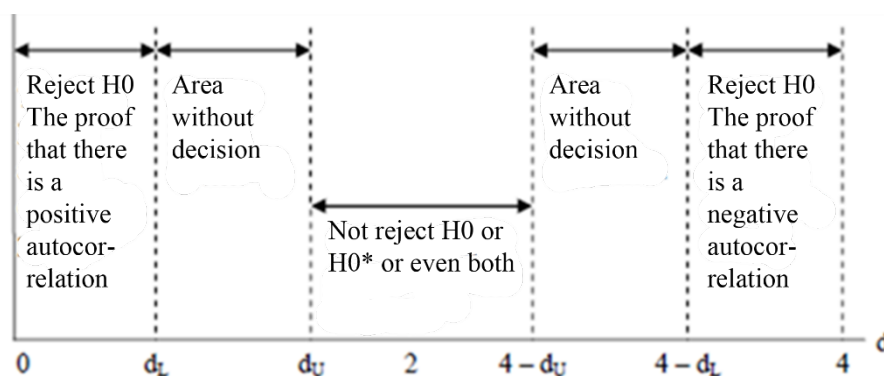 Reject H0
The proof
that there
is a
positive
autocor-
relation
Area
without
decision
Not reject H0 or
H0* or even both
Area
without
decision
Reject H0
The proof
that there
is a
negative
autocor-
relation
0 dL dU 2 4 – dU 4 – dL 4
d